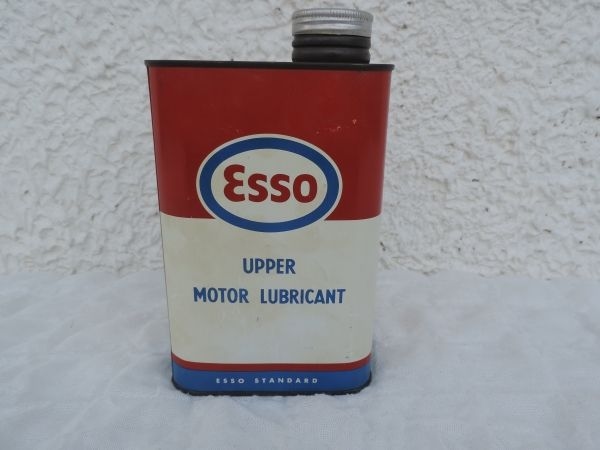 Esso
UPPER
MOTOR LUBRICANT
ESSO STANDARD